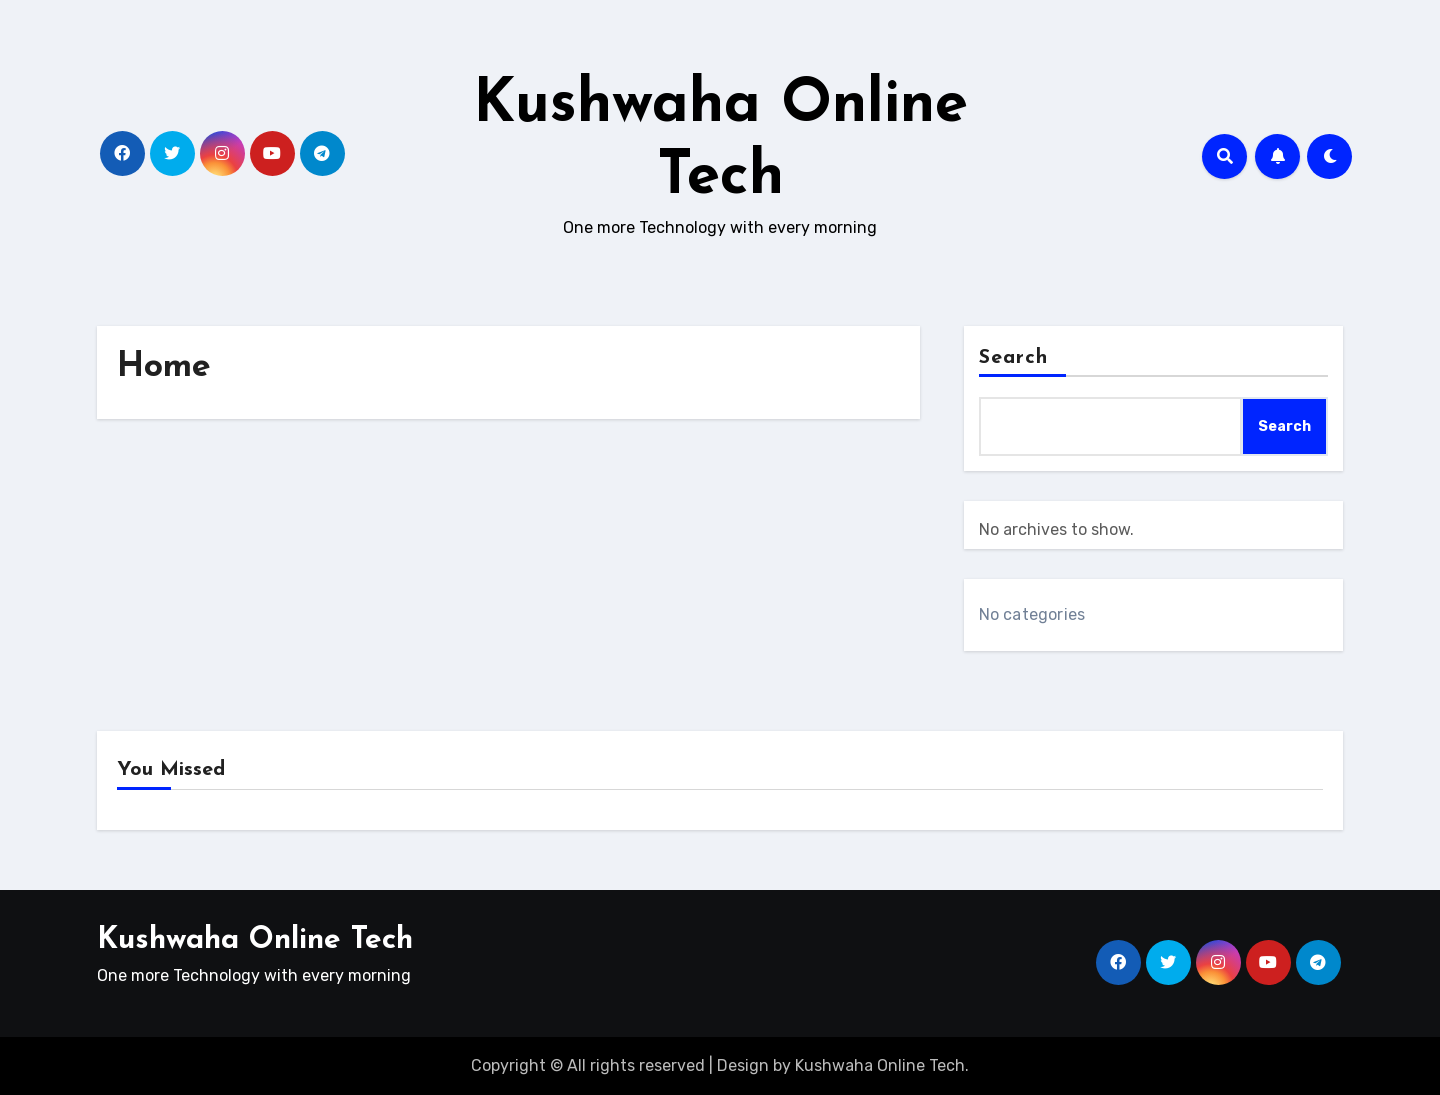 Kushwaha Online
Tech
One more Technology with every morning
Home
Search
Search
No archives to show.
No categories
You Missed
Kushwaha Online Tech
One more Technology with every morning
Copyright © All rights reserved | Design by Kushwaha Online Tech.